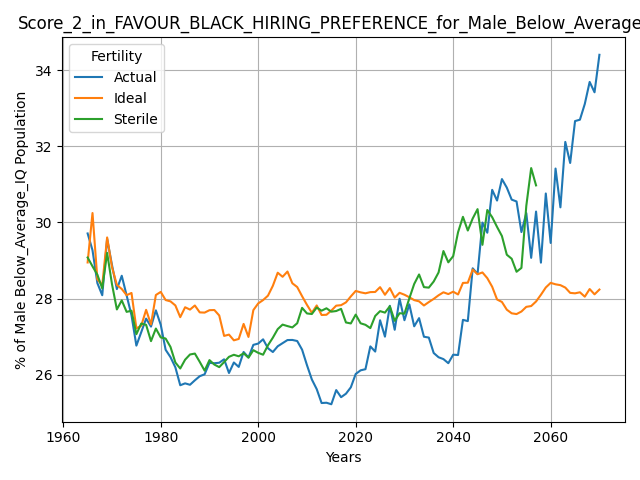 Score_2_in_FAVOUR_BLACK_HIRING_PREFERENCE_for_Male_Below_Average
Fertility
Actual
Ideal
Sterile
% of Male Below_Average_IQ Population
34
32
30
28
26
1960
1980
2000
2020
2040
2060
Years